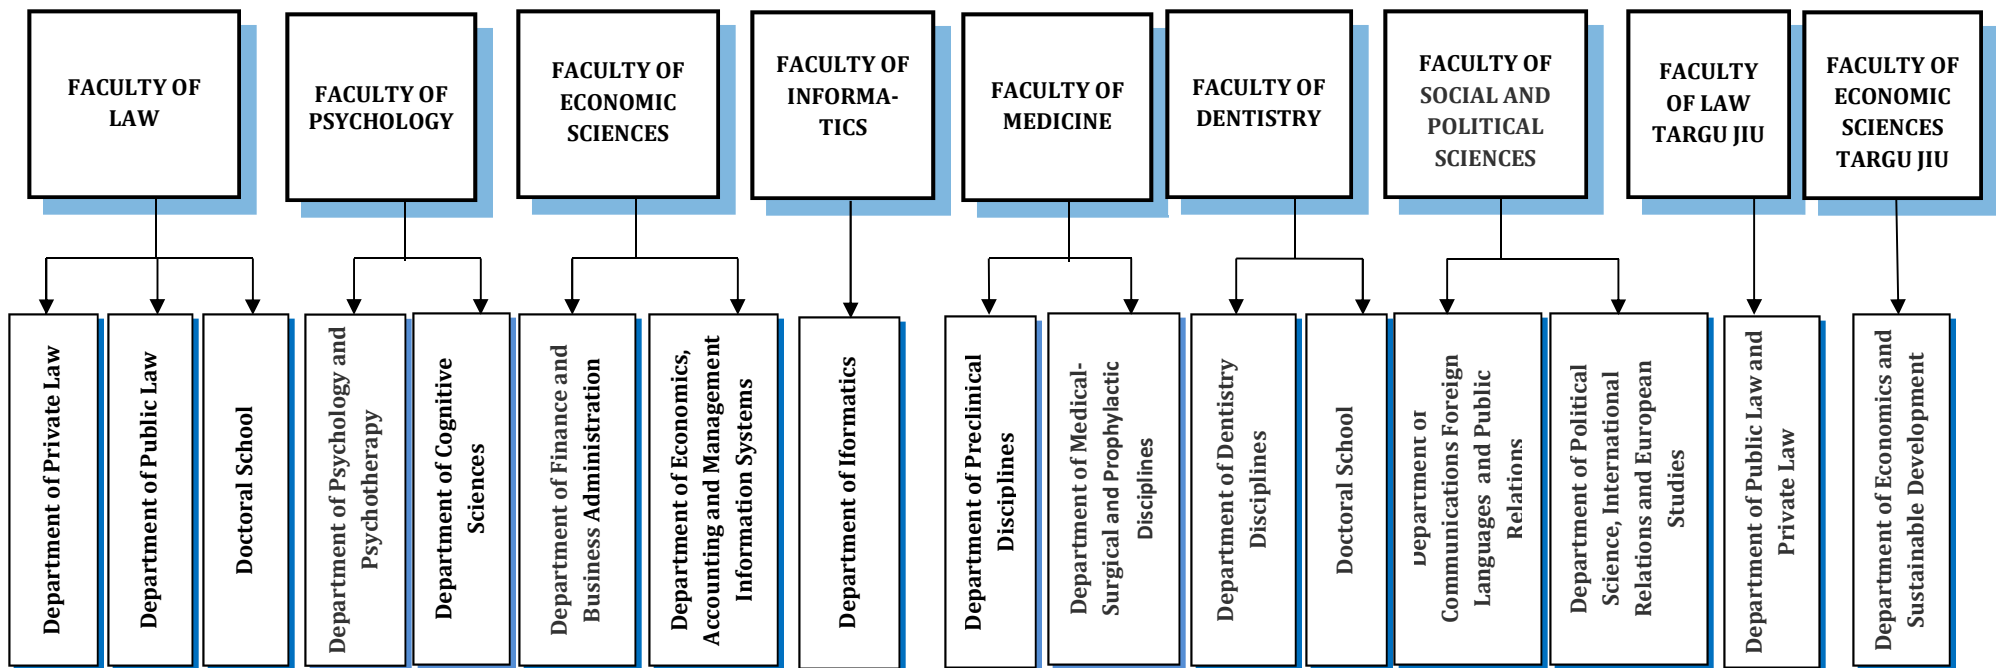 FACULTY OF
LAW
FACULTY OF
PSYCHOLOGY
FACULTY OF
ECONOMIC
SCIENCES
FACULTY OF
INFORMA-
TICS
FACULTY OF
MEDICINE
FACULTY OF
DENTISTRY
FACULTY OF
SOCIAL AND
POLITICAL
SCIENCES
FACULTY
OF LAW
TARGU JIU
FACULTY OF
ECONOMIC
SCIENCES
TARGU JIU
Department of Private Law
Department of Public Law
Doctoral School
Department of Psychology and
Psychotherapy
Department of Cognitive
Sciences
Department of Finance and
Business Administration
Department of Economics,
Accounting and Management
Information Systems
Department of Iformatics
Department of Preclinical
Disciplines
Department of Medical-
Surgical and Prophylactic
Disciplines
Department of Dentistry
Disciplines
Doctoral School
Department of
Communications Foreign
Languages and Public
Relations
Department of Political
Science, International
Relations and European
Studies
Department of Public Law and
Private Law
Department of Economics and
Sustainable Development